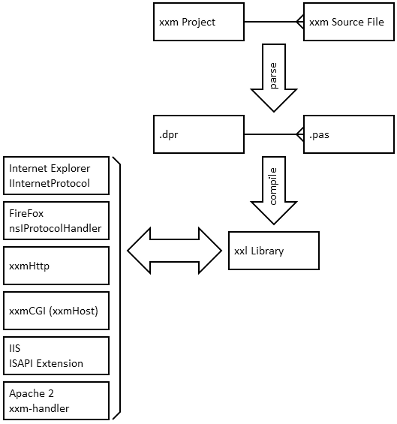 xxm Project
xxm Source File
parse
.dpr
.pas
compile
Internet Explorer
IInternetProtocol
FireFox
nsIProtocolHandler
xxmHttp
xxmCGI (xxmHost)
IIS
ISAPI Extension
Apache 2
xxm-handler
xxl Library